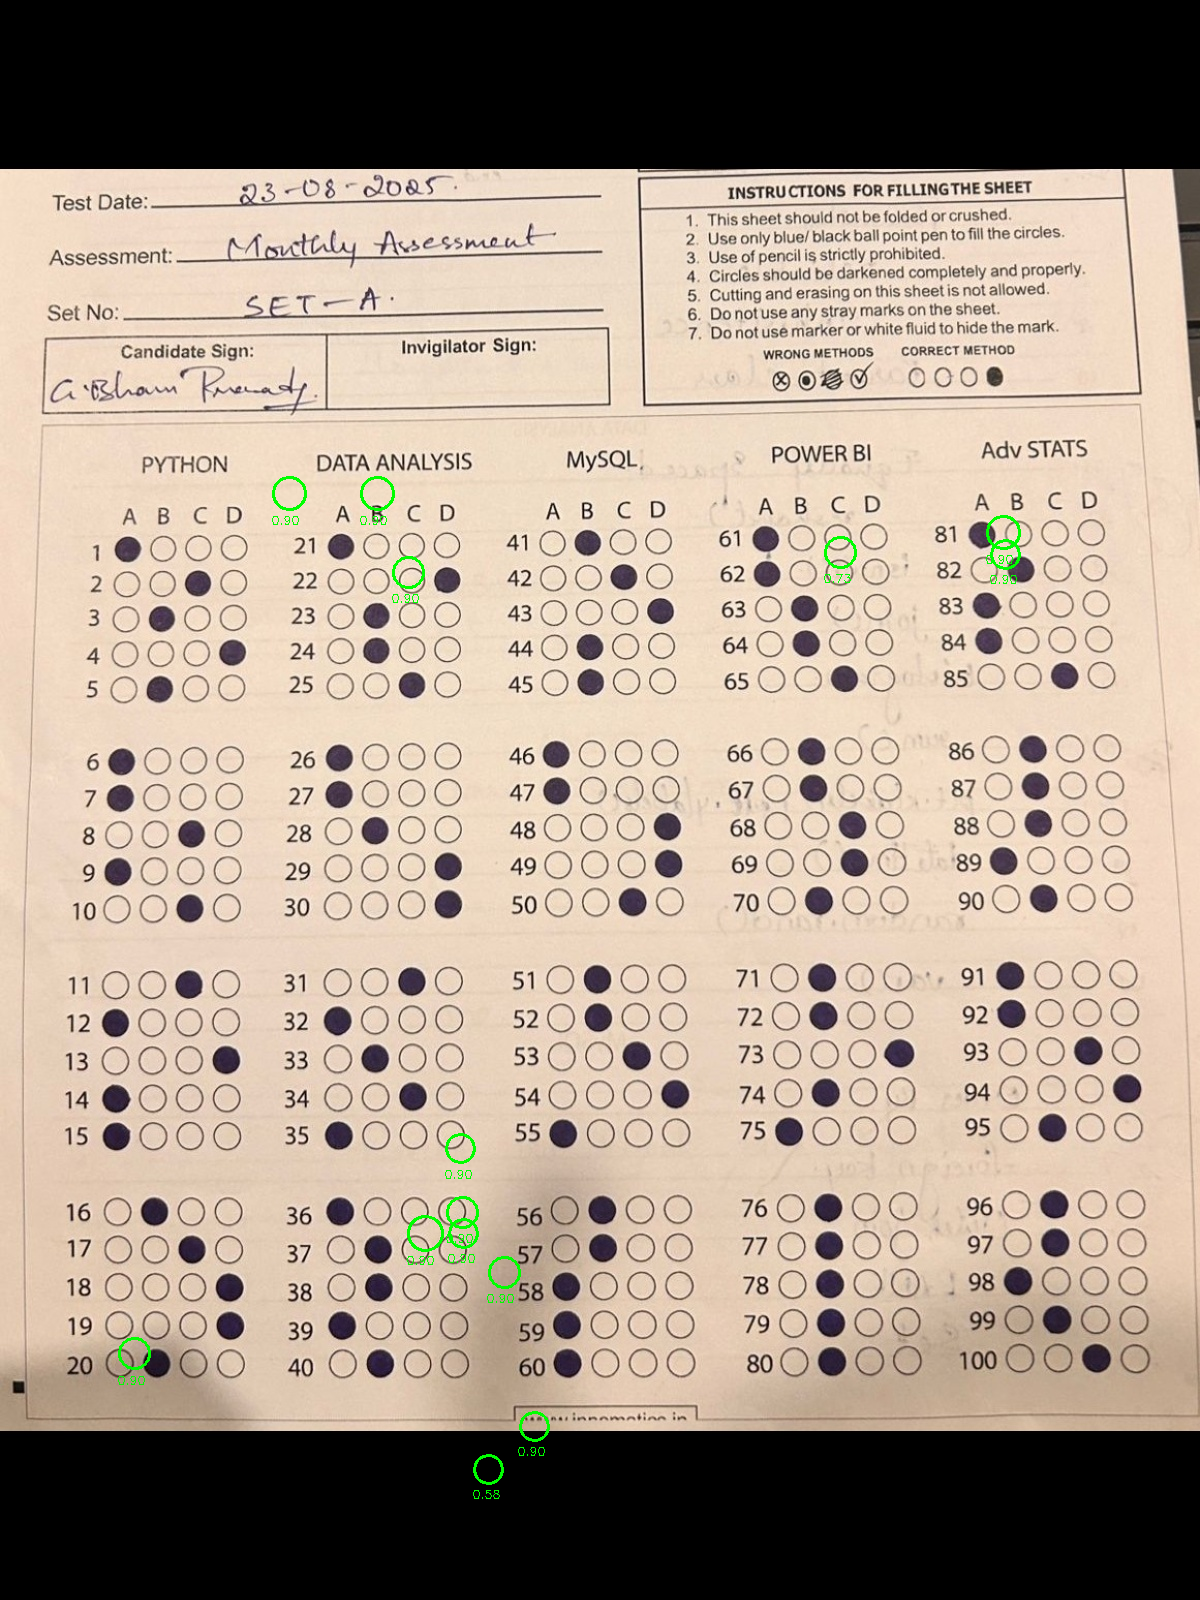 Test Date: 23-08-2025.
Assessment: Monthly Assessment
Set No: SET-A.
Candidate Sign:
Invigilator Sign:
INSTRUCTIONS FOR FILLING THE SHEET
1. This sheet should not be folded or crushed.
2. Use only blue/ black ball point pen to fill the circles.
3. Use of pencil is strictly prohibited.
4. Circles should be darkened completely and properly.
5. Cutting and erasing on this sheet is not allowed.
6. Do not use any stray marks on the sheet.
7. Do not use marker or white fluid to hide the mark.
WRONG METHODS CORRECT METHOD
PYTHON DATA ANALYSIS MySQL POWER BI Adv STATS
0.90 0.90
A B C D A B C D A B C D A B C D A B C D
1 21 41 61 81
0.90
2 22 42 62 82
0.90 0.73 0.90
3 23 43 63 83
4 24 44 64 84
5 25 45 65 85
6 26 46 66 86
7 27 47 67 87
8 28 48 68 88
9 29 49 69 89
10 30 50 70 90
11 31 51 71 91
12 32 52 72 92
13 33 53 73 93
14 34 54 74 94
15 35 55 75 95
0.90
16 36 56 76 96
0.90
17 37 57 77 97
0.90 0.90
18 38 58 78 98
0.90
19 39 59 79 99
20 40 60 80 100
0.90
www.innomatics.in
0.90
0.58